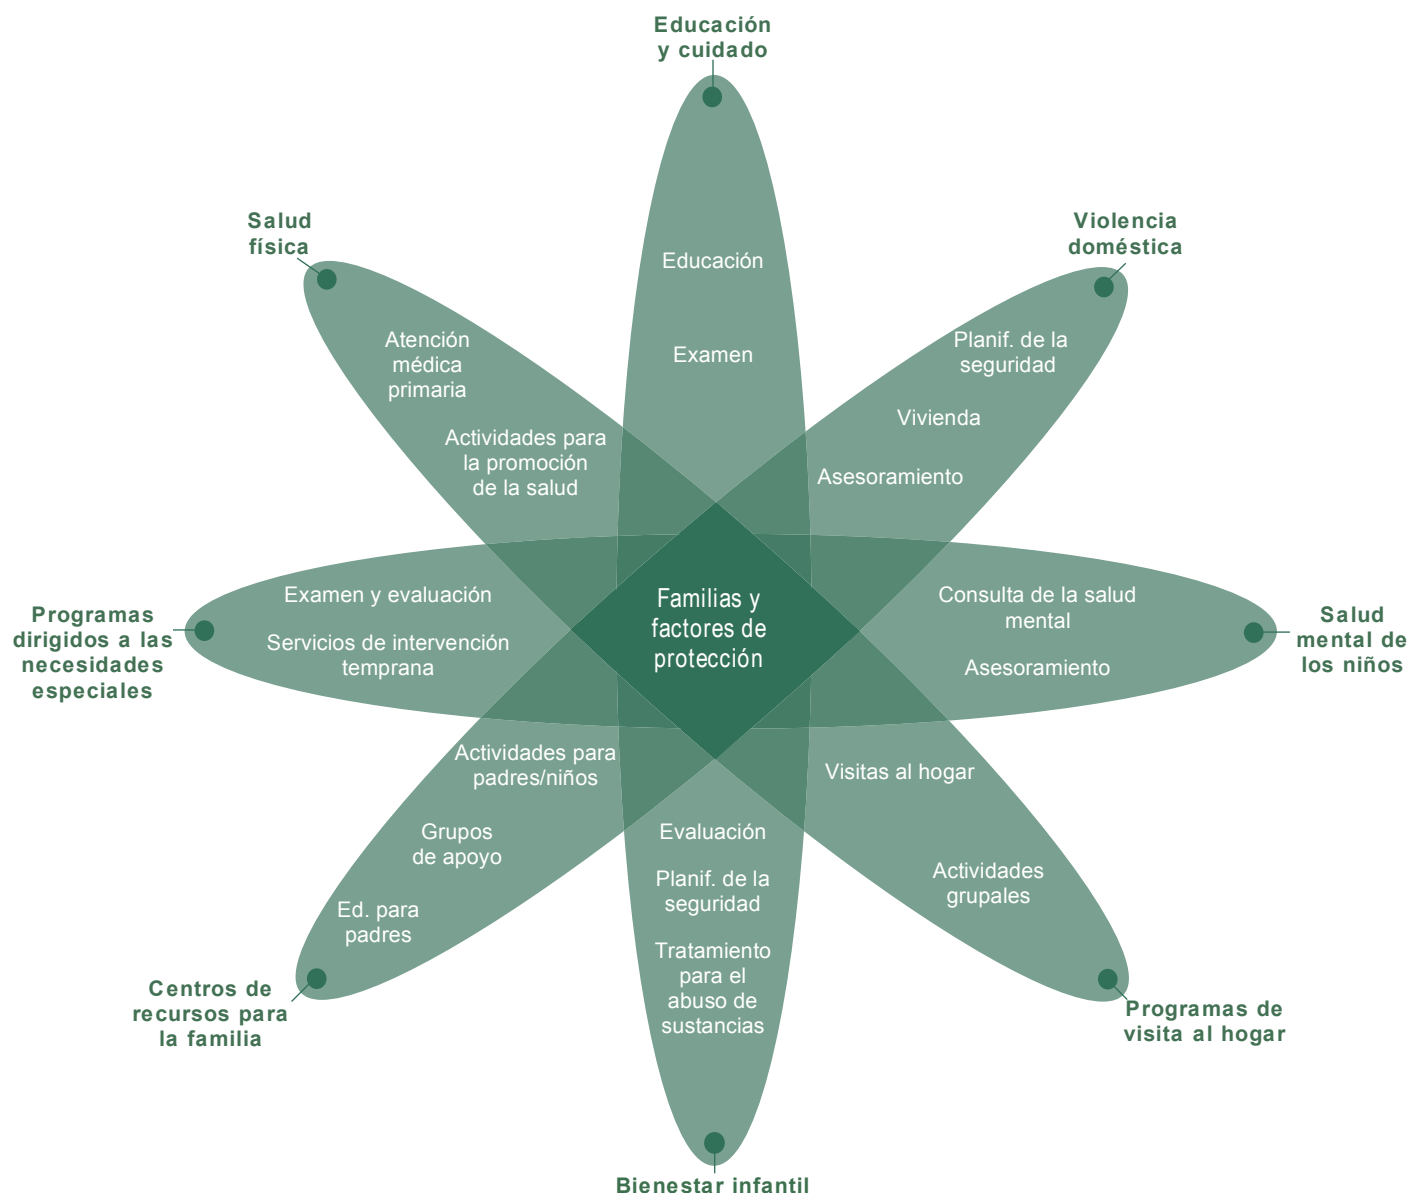 Educación
y cuidado
Salud
física
Violencia
doméstica
Educación
Examen
Atención
médica
primaria
Actividades para
la promoción
de la salud
Planif. de la
seguridad
Vivienda
Asesoramiento
Programas
dirigidos a las
necesidades
especiales
Examen y evaluación
Servicios de intervención
temprana
Familias y
factores de
protección
Consulta de la salud
mental
Asesoramiento
Salud
mental de
los niños
Actividades para
padres/niños
Grupos
de apoyo
Ed. para
padres
Evaluación
Planif. de la
seguridad
Tratamiento
para el
abuso de
sustancias
Visitas al hogar
Actividades
grupales
Centros de
recursos para
la familia
Programas de
visita al hogar
Bienestar infantil